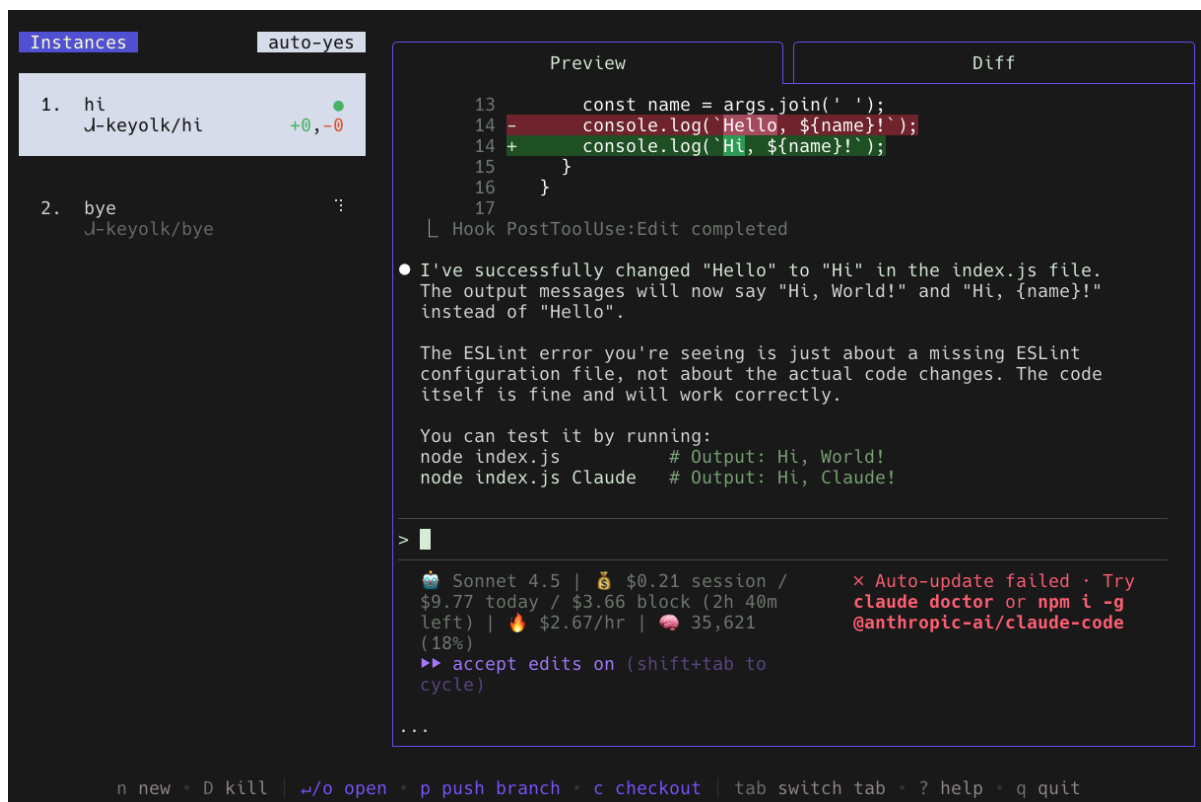 Instances auto-yes
1. hi
-keyolk/hi +0,-0
2. bye
-keyolk/bye
Preview Diff
13 const name = args.join(' ');
14 - console.log(`Hello, ${name}!`);
14 + console.log(`Hi, ${name}!`);
15 }
16 }
17
⎿ Hook PostToolUse:Edit completed
● I've successfully changed "Hello" to "Hi" in the index.js file.
The output messages will now say "Hi, World!" and "Hi, {name}!"
instead of "Hello".
The ESLint error you're seeing is just about a missing ESLint
configuration file, not about the actual code changes. The code
itself is fine and will work correctly.
You can test it by running:
node index.js # Output: Hi, World!
node index.js Claude # Output: Hi, Claude!
>
🤖 Sonnet 4.5 | 💰 $0.21 session /
$9.77 today / $3.66 block (2h 40m
left) | 🔥 $2.67/hr | 🧠 35,621
(18%)
⏵⏵ accept edits on (shift+tab to
cycle)
✗ Auto-update failed · Try
claude doctor or npm i -g
@anthropic-ai/claude-code
...
n new • D kill │ ↵/o open • p push branch • c checkout │ tab switch tab • ? help • q quit